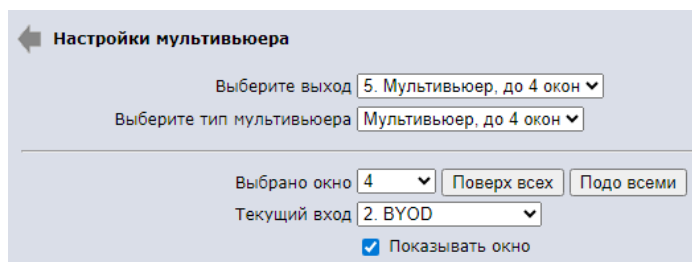 Настройки мультивьюера
Выберите выход 5. Мультивьюер, до 4 окон
Выберите тип мультивьюера Мультивьюер, до 4 окон
Выбрано окно 4 Поверх всех Подо всеми
Текущий вход 2. BYOD
Показывать окно